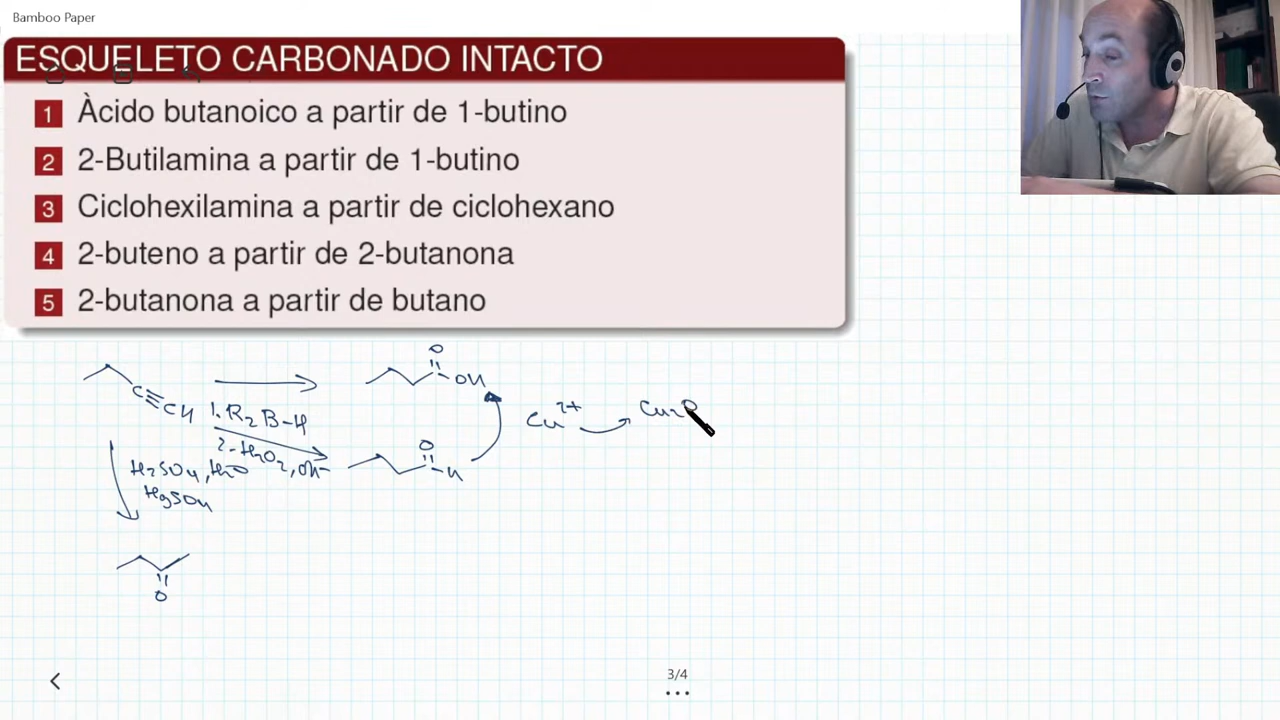 Bamboo Paper
ESQUELETO CARBONADO INTACTO
1 Àcido butanoico a partir de 1-butino
2 2-Butilamina a partir de 1-butino
3 Ciclohexilamina a partir de ciclohexano
4 2-buteno a partir de 2-butanona
5 2-butanona a partir de butano
O
OH
C≡CH
1. R2B-H
Cu2+
Cu2O
2-H2O2, OH-
O
H
H2SO4, H2O
HgSO4
O
3/4